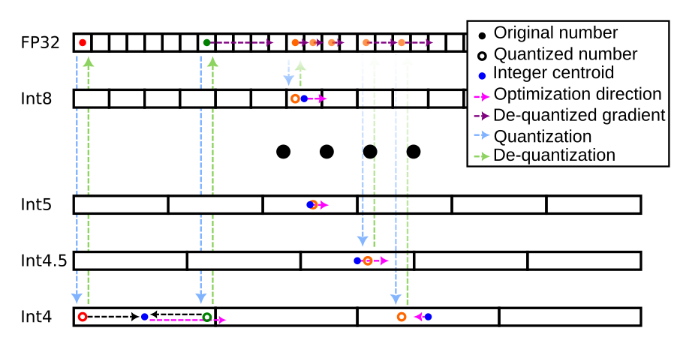 FP32
Original number
Quantized number
Integer centroid
Int8
Optimization direction
De-quantized gradient
Quantization
De-quantization
Int5
Int4.5
Int4